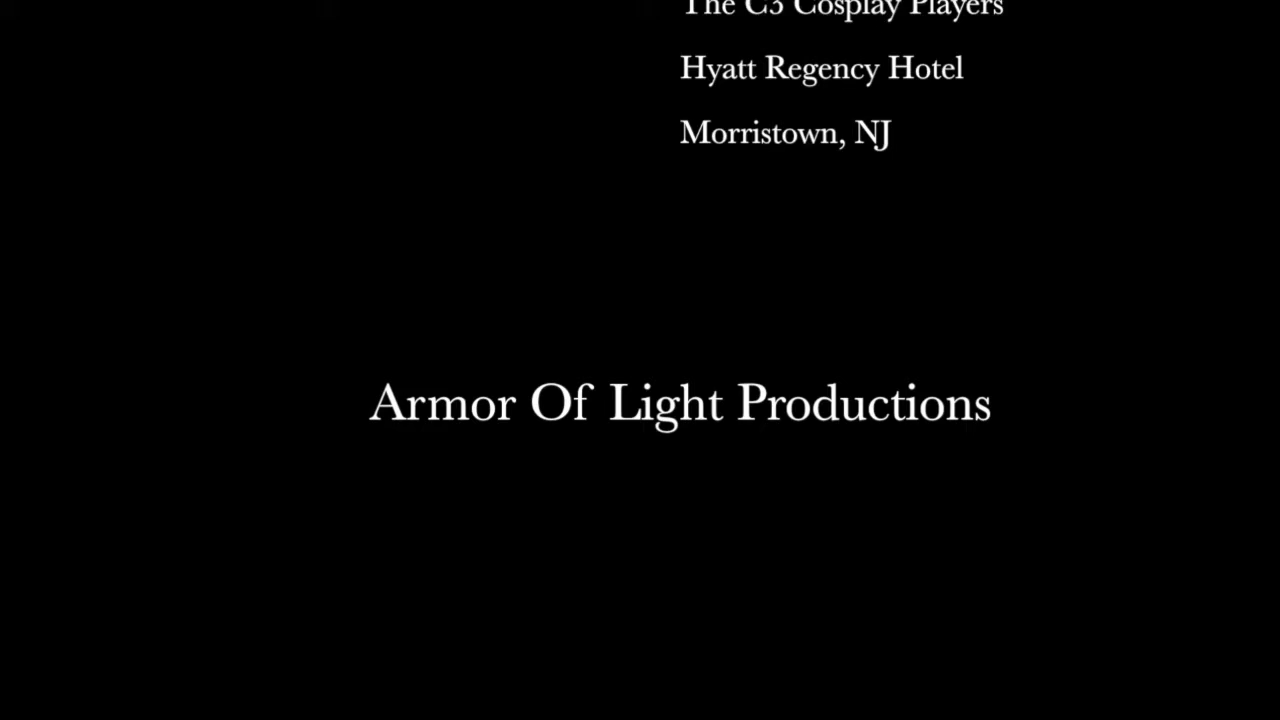 The C3 Cosplay Players
Hyatt Regency Hotel
Morristown, NJ
Armor Of Light Productions